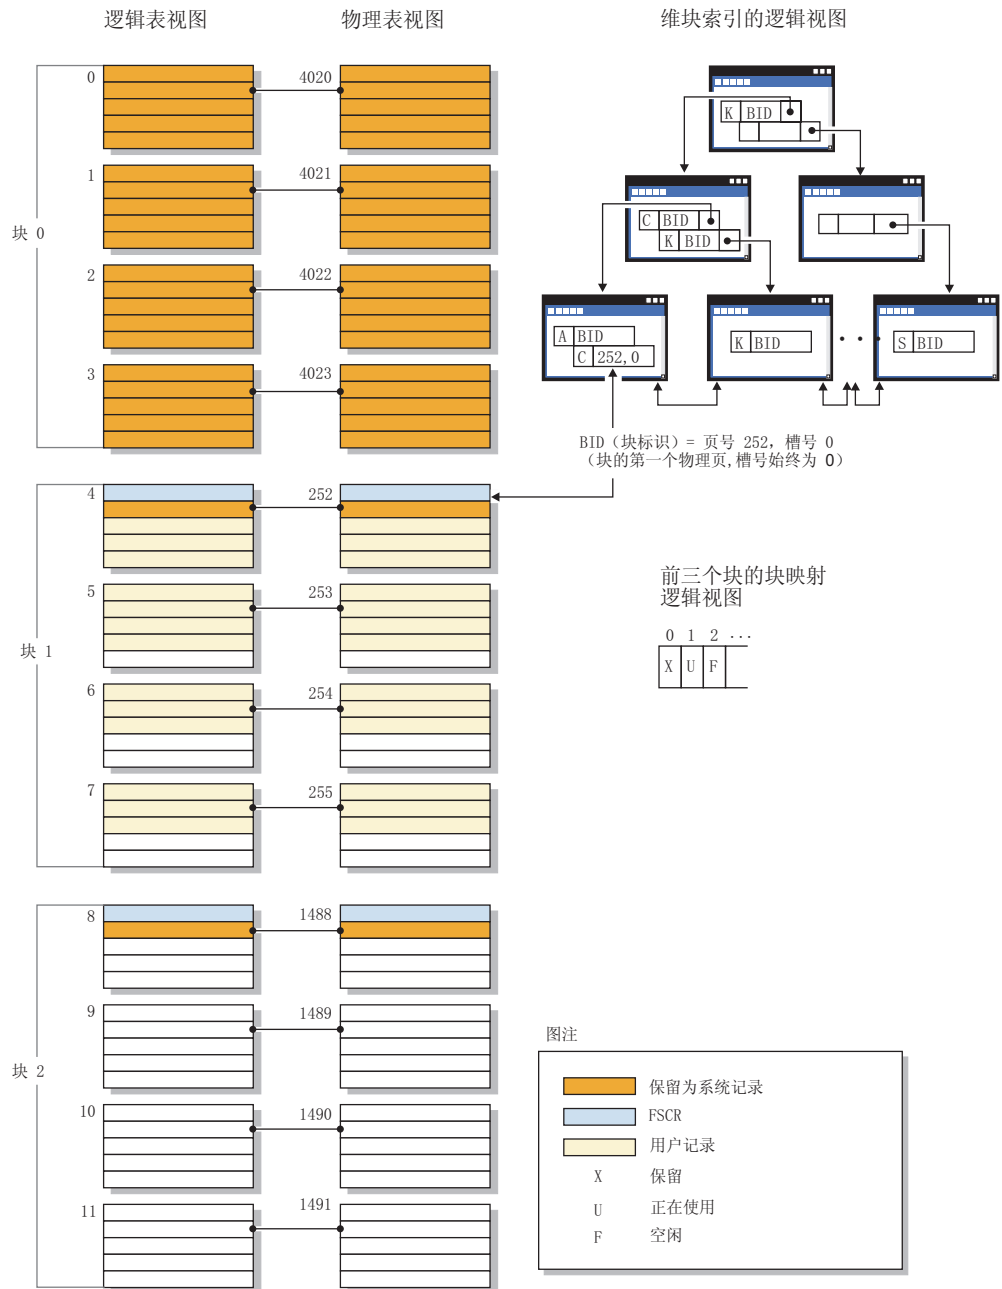 逻辑表视图
物理表视图
维块索引的逻辑视图
块 0
0
4020
1
4021
2
4022
3
4023
块 1
4
252
5
253
6
254
7
255
块 2
8
1488
9
1489
10
1490
11
1491
K BID
C BID
K BID
A BID
C 252,0
K BID
. . .
S BID
BID（块标识）= 页号 252，槽号 0
（块的第一个物理页,槽号始终为 0）
前三个块的块映射
逻辑视图
0 1 2 ...
X U F
图注
保留为系统记录
FSCR
用户记录
X 保留
U 正在使用
F 空闲